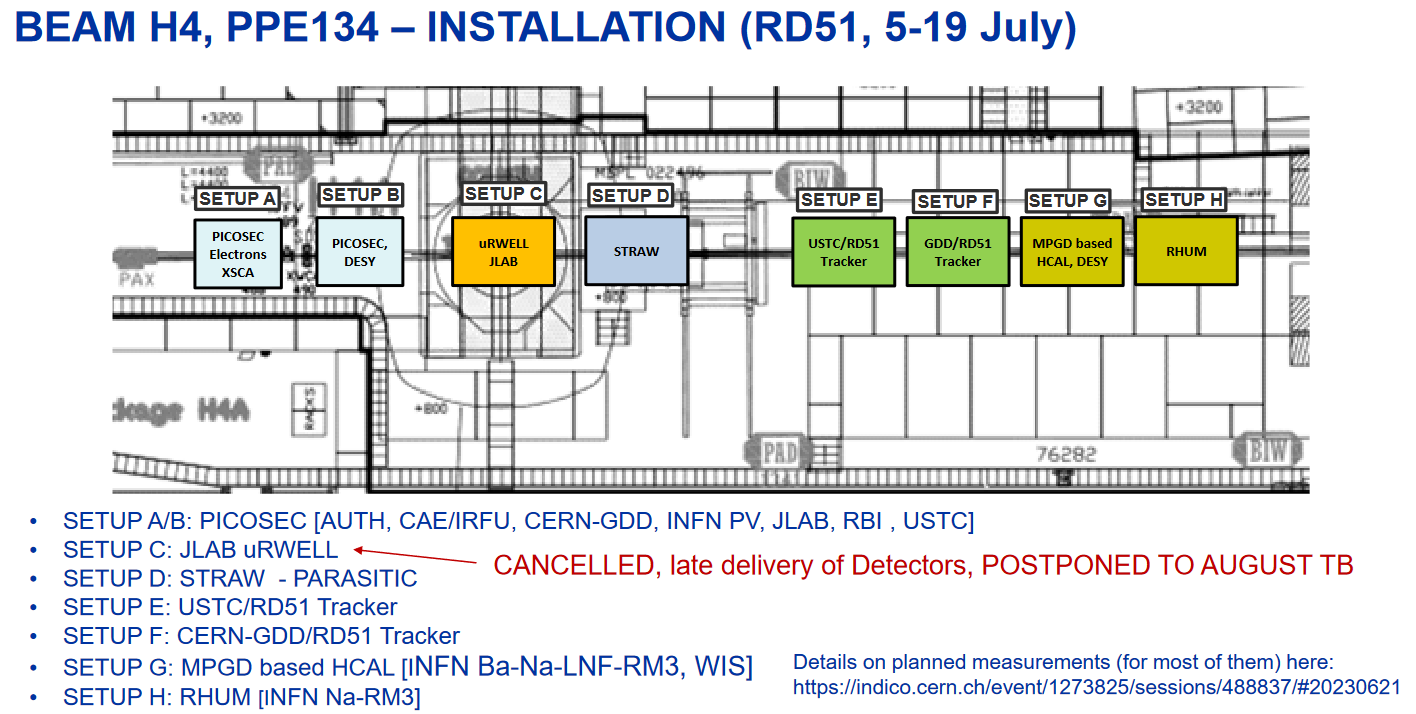 BEAM H4, PPE134 – INSTALLATION (RD51, 5-19 July)
+3200
+3200
PAD
L=4400
L=4400
MSPL 022496
BIW
SETUP A
SETUP B
SETUP C
SETUP D
SETUP E
SETUP F
SETUP G
SETUP H
PICOSEC
Electrons
XSCA
PICOSEC,
DESY
uRWELL
JLAB
STRAW
USTC/RD51
Tracker
GDD/RD51
Tracker
MPGD based
HCAL, DESY
RHUM
PAX
+800
ckage H4A
RACKS
+800
PAD
76282
BIW
• SETUP A/B: PICOSEC [AUTH, CAE/IRFU, CERN-GDD, INFN PV, JLAB, RBI , USTC]
• SETUP C: JLAB uRWELL
CANCELLED, late delivery of Detectors, POSTPONED TO AUGUST TB
• SETUP D: STRAW - PARASITIC
• SETUP E: USTC/RD51 Tracker
• SETUP F: CERN-GDD/RD51 Tracker
• SETUP G: MPGD based HCAL [INFN Ba-Na-LNF-RM3, WIS]
• SETUP H: RHUM [INFN Na-RM3]
Details on planned measurements (for most of them) here:
https://indico.cern.ch/event/1273825/sessions/488837/#20230621